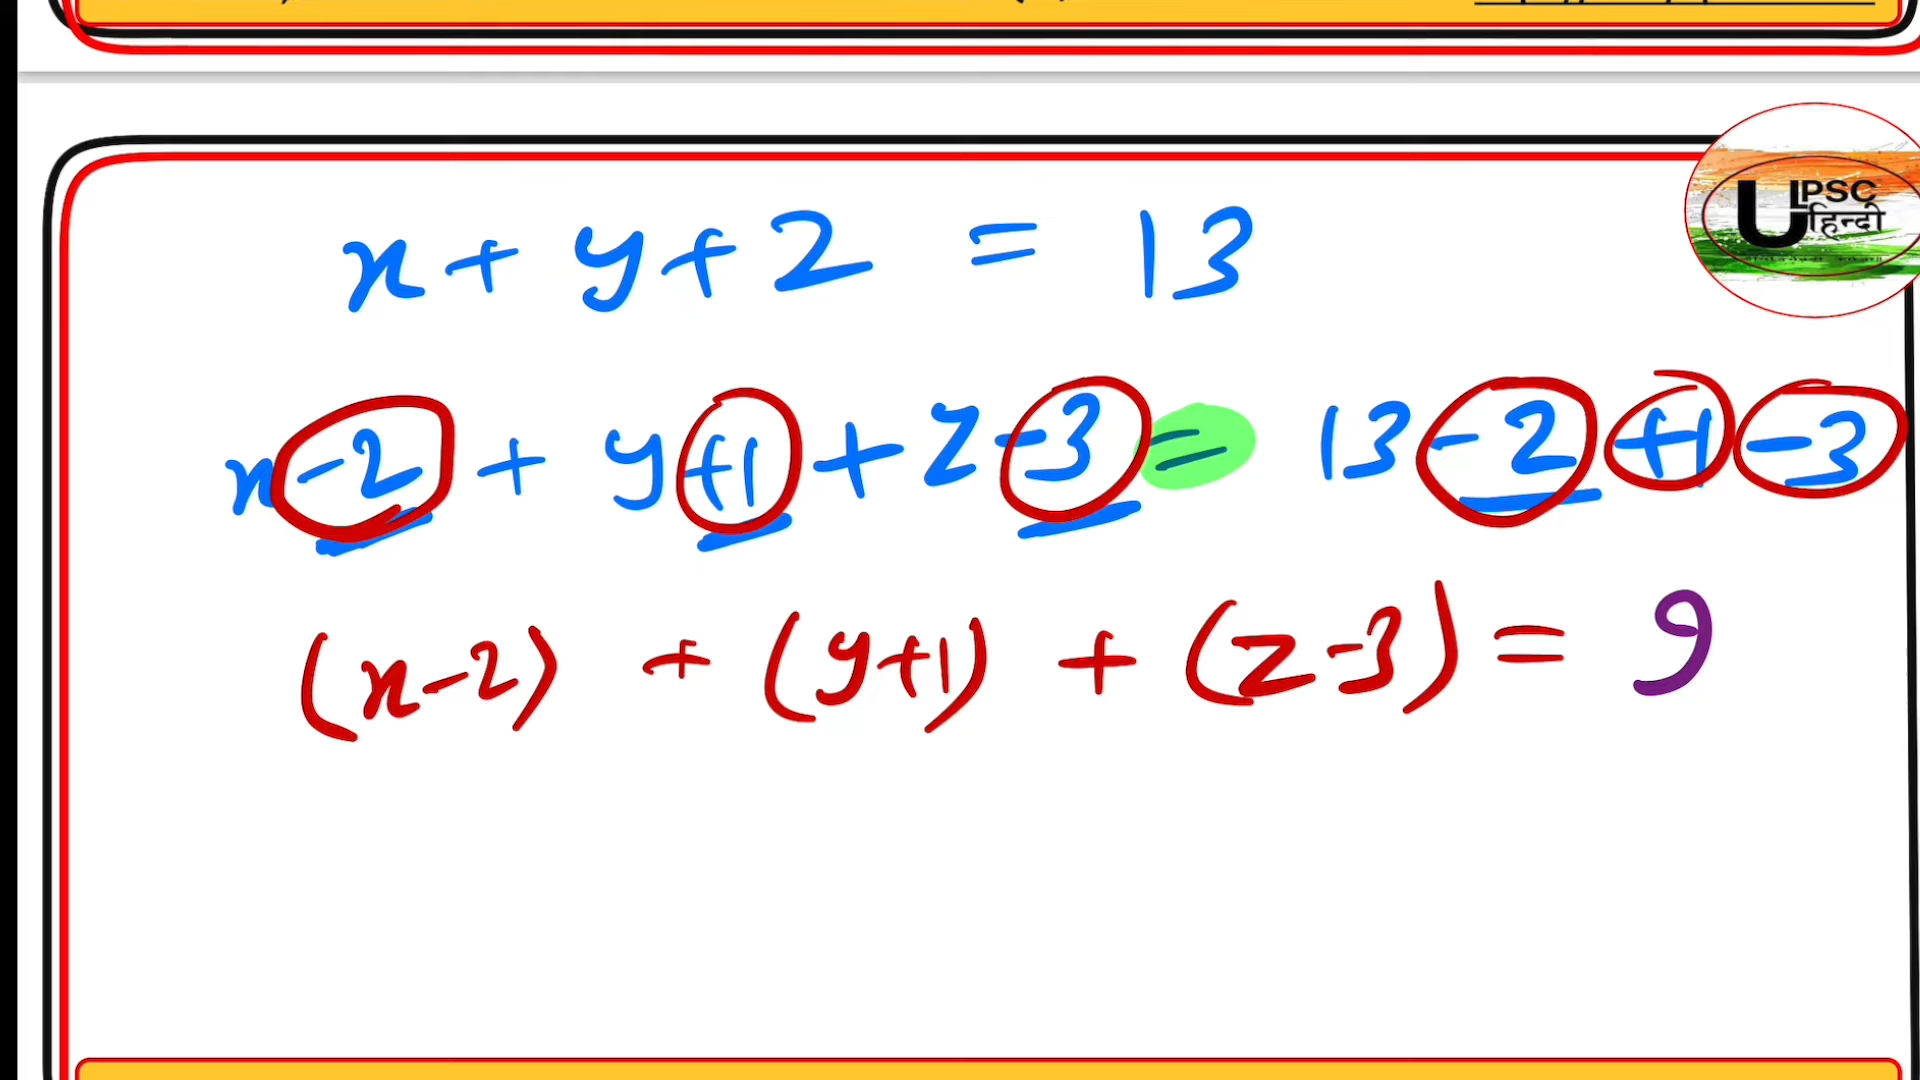 UPSC
हिन्दी
x + y + z = 13
x -2 + y +1 + z -3 = 13 -2 +1 -3
(x-2) + (y+1) + (z-3) = 9